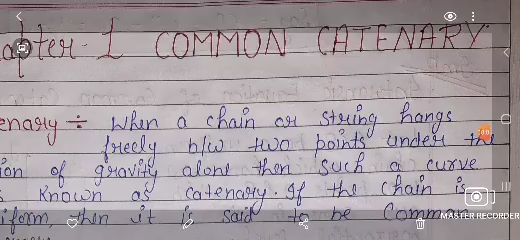 apter-1 COMMON CATENARY
enary ÷ When a chain or string hangs
freely b/w two points under the
ion of gravity alone then such a curve
is known as catenary. If the chain is
iform, then it is said to be Common
MASTER RECORDER